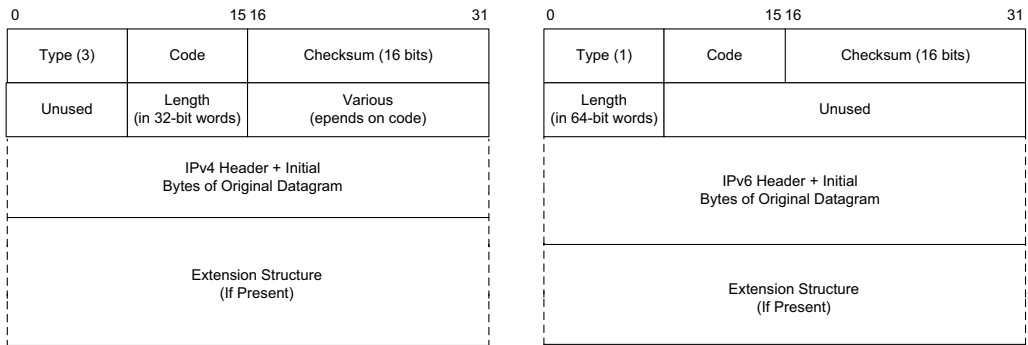 0 15 16 31
Type (3) Code Checksum (16 bits)
Unused Length (in 32-bit words) Various (epends on code)
IPv4 Header + Initial
Bytes of Original Datagram
Extension Structure
(If Present)
0 15 16 31
Type (1) Code Checksum (16 bits)
Length (in 64-bit words) Unused
IPv6 Header + Initial
Bytes of Original Datagram
Extension Structure
(If Present)